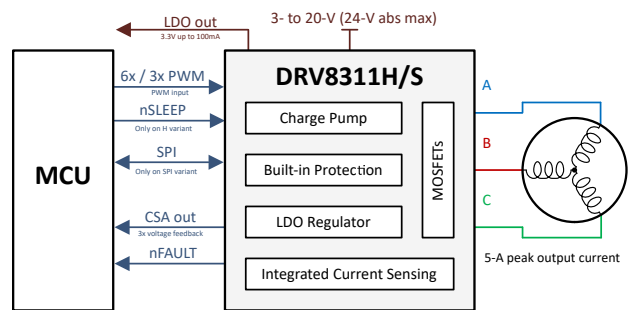 LDO out
3.3V up to 100mA
3- to 20-V (24-V abs max)
MCU
6x / 3x PWM
PWM input
nSLEEP
Only on H variant
SPI
Only on SPI variant
CSA out
3x voltage feedback
nFAULT
DRV8311H/S
Charge Pump
Built-in Protection
LDO Regulator
Integrated Current Sensing
MOSFETs
A
B
C
5-A peak output current